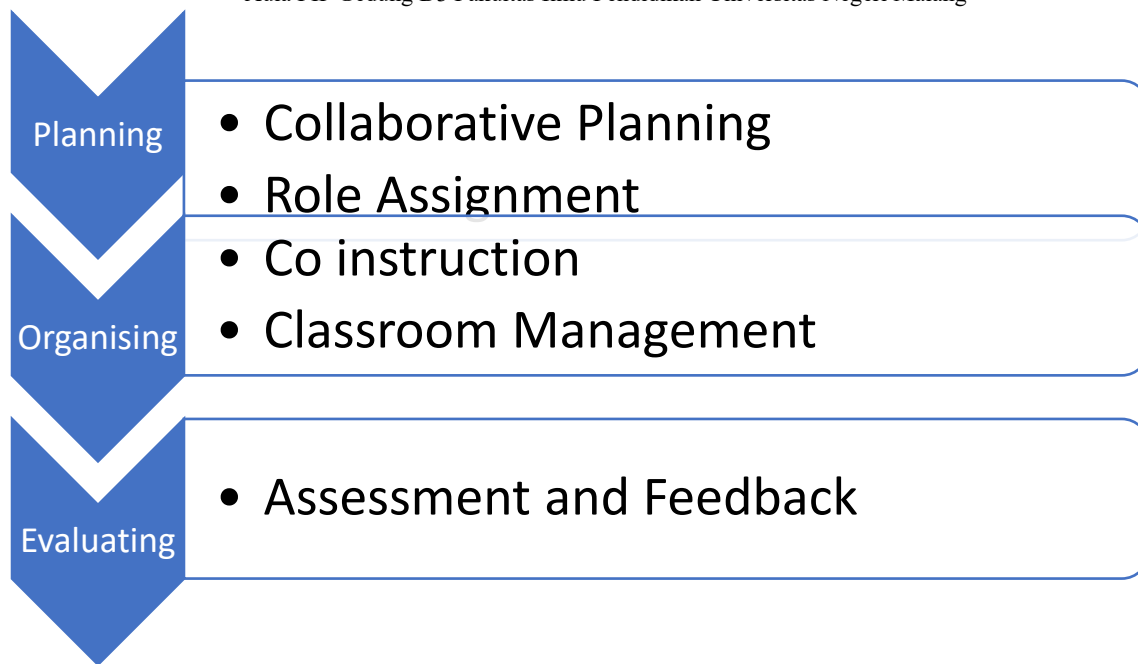 Planning
• Collaborative Planning
• Role Assignment
Organising
• Co instruction
• Classroom Management
Evaluating
• Assessment and Feedback